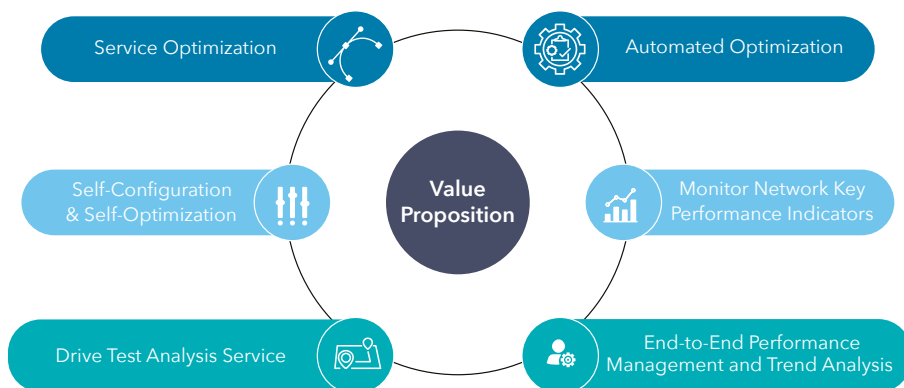 Service Optimization
Automated Optimization
Self-Configuration
& Self-Optimization
Value
Proposition
Monitor Network Key
Performance Indicators
Drive Test Analysis Service
End-to-End Performance
Management and Trend Analysis